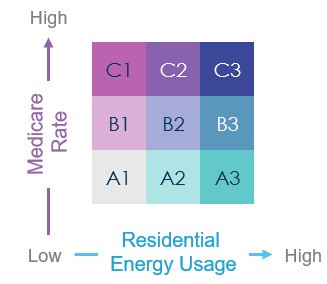 High
C1 C2 C3
Medicare
Rate
B1 B2 B3
A1 A2 A3
Low
Residential
Energy Usage
High